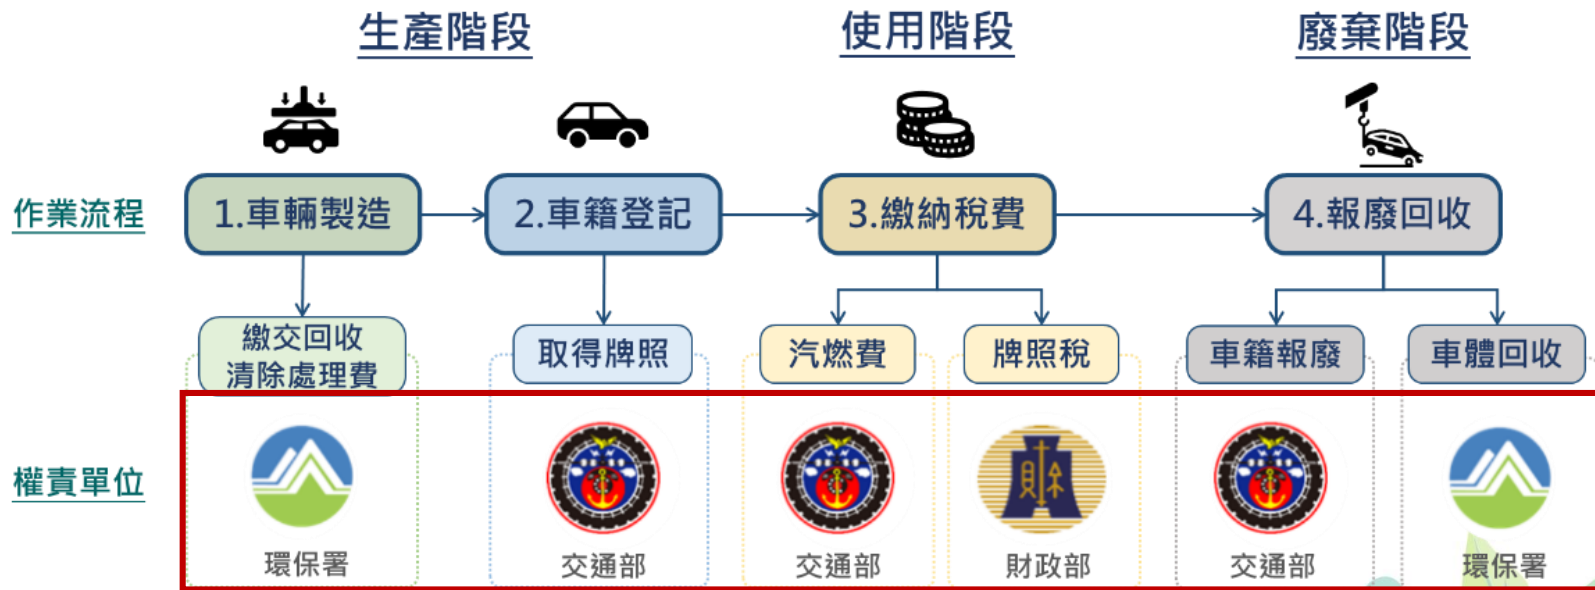 生產階段
使用階段
廢棄階段
作業流程
1.車輛製造
2.車籍登記
3.繳納稅費
4.報廢回收
繳交回收
清除處理費
取得牌照
汽燃費
牌照稅
車籍報廢
車體回收
權責單位
環保署
交通部
交通部
財政部
交通部
環保署